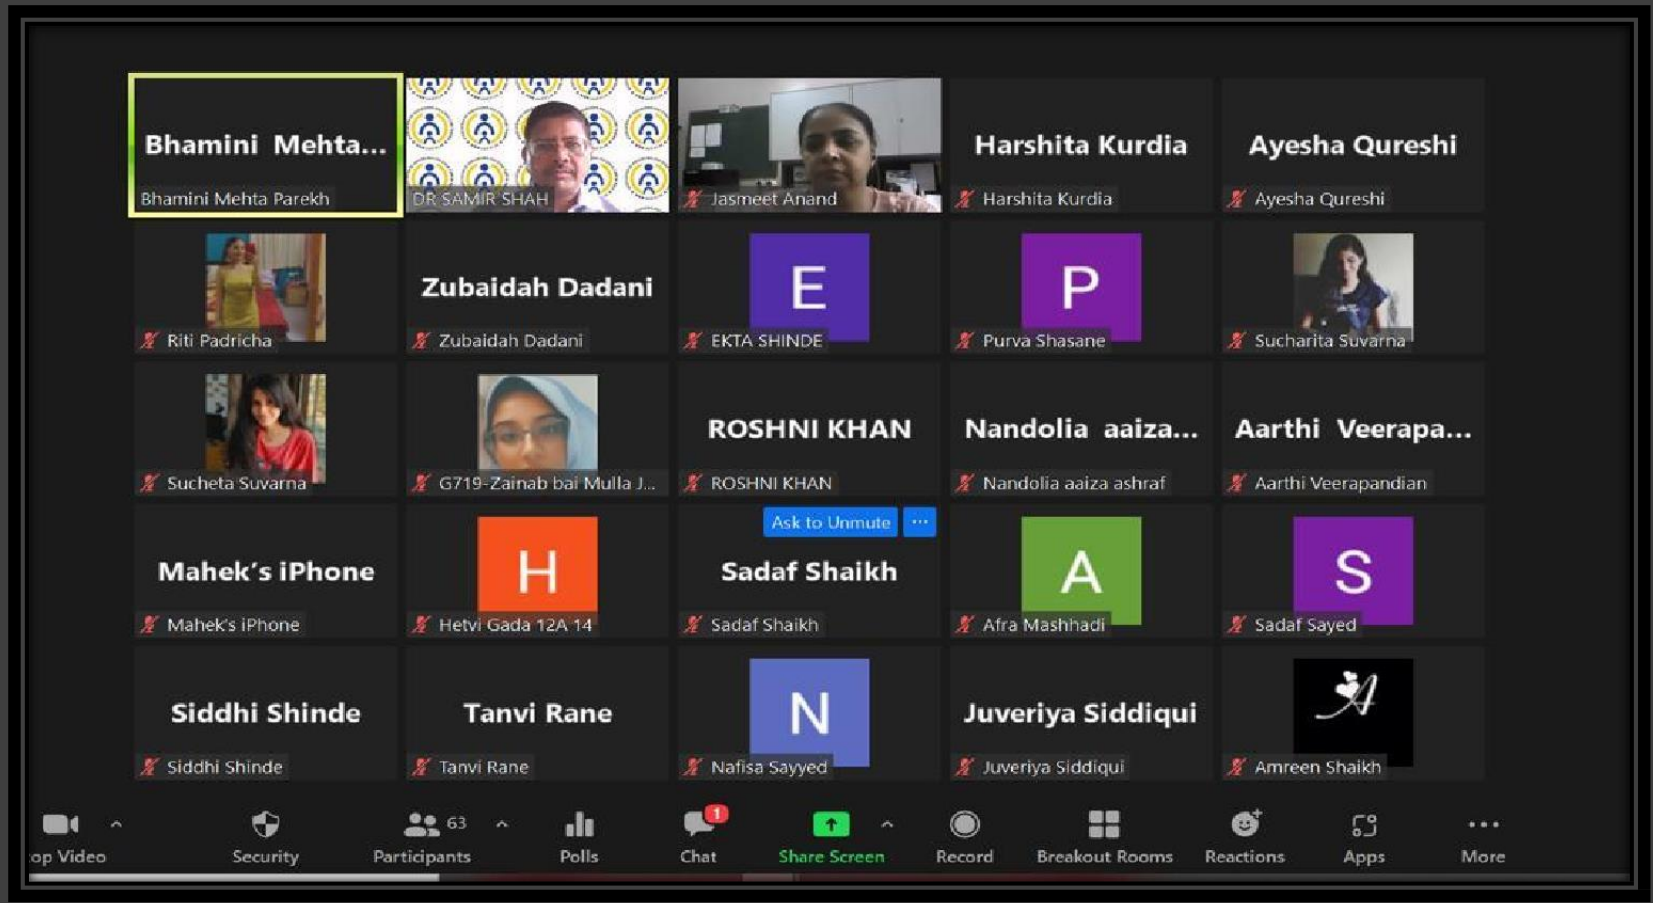 Bhamini Mehta...
Bhamini Mehta Parekh
DR SAMIR SHAH
Jasmeet Anand
Harshita Kurdia
Harshita Kurdia
Ayesha Qureshi
Ayesha Qureshi
Riti Padricha
Zubaidah Dadani
Zubaidah Dadani
E
EKTA SHINDE
P
Purva Shasane
Sucharita Suvarna
Sucheta Suvarna
G719-Zainab bai Mulla J...
ROSHNI KHAN
ROSHNI KHAN
Nandolia aaiza...
Nandolia aaiza ashraf
Aarthi Veerapa...
Aarthi Veerapandian
Mahek's iPhone
Mahek's iPhone
H
Hetvi Gada 12A 14
Ask to Unmute ...
Sadaf Shaikh
Sadaf Shaikh
A
Afra Mashhadi
S
Sadaf Sayed
Siddhi Shinde
Siddhi Shinde
Tanvi Rane
Tanvi Rane
N
Nafisa Sayyed
Juveriya Siddiqui
Juveriya Siddiqui
A
Amreen Shaikh
63
1
op Video
Security
Participants
Polls
Chat
Share Screen
Record
Breakout Rooms
Reactions
Apps
More